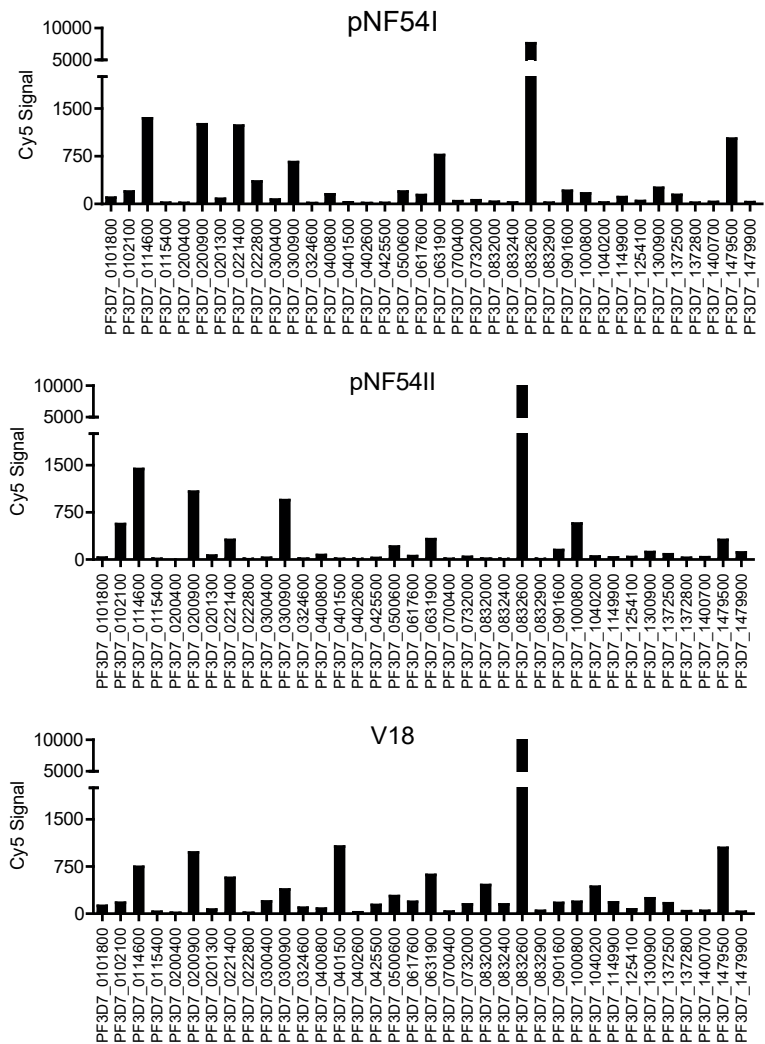 pNF54I
10000
5000
1500
750
0
Cy5 Signal
PF3D7_0101800
PF3D7_0102100
PF3D7_0114600
PF3D7_0115400
PF3D7_0200400
PF3D7_0200900
PF3D7_0201300
PF3D7_0221400
PF3D7_0222800
PF3D7_0300400
PF3D7_0300900
PF3D7_0324600
PF3D7_0400800
PF3D7_0401500
PF3D7_0402600
PF3D7_0425500
PF3D7_0500600
PF3D7_0617600
PF3D7_0631900
PF3D7_0700400
PF3D7_0732000
PF3D7_0832000
PF3D7_0832400
PF3D7_0832600
PF3D7_0832900
PF3D7_0901600
PF3D7_1000800
PF3D7_1040200
PF3D7_1149900
PF3D7_1254100
PF3D7_1309900
PF3D7_1372500
PF3D7_1372800
PF3D7_1400700
PF3D7_1479500
PF3D7_1479900
pNF54II
10000
5000
1500
750
0
Cy5 Signal
PF3D7_0101800
PF3D7_0102100
PF3D7_0114600
PF3D7_0115400
PF3D7_0200400
PF3D7_0200900
PF3D7_0201300
PF3D7_0221400
PF3D7_0222800
PF3D7_0300400
PF3D7_0300900
PF3D7_0324600
PF3D7_0400800
PF3D7_0401500
PF3D7_0402600
PF3D7_0425500
PF3D7_0500600
PF3D7_0617600
PF3D7_0631900
PF3D7_0700400
PF3D7_0732000
PF3D7_0832000
PF3D7_0832400
PF3D7_0832600
PF3D7_0832900
PF3D7_0901600
PF3D7_1000800
PF3D7_1040200
PF3D7_1149900
PF3D7_1254100
PF3D7_1300900
PF3D7_1372500
PF3D7_1372800
PF3D7_1400700
PF3D7_1479500
PF3D7_1479900
V18
10000
5000
1500
750
0
Cy5 Signal
PF3D7_0101800
PF3D7_0102100
PF3D7_0114600
PF3D7_0115400
PF3D7_0200400
PF3D7_0200900
PF3D7_0201300
PF3D7_0221400
PF3D7_0222800
PF3D7_0300400
PF3D7_0300900
PF3D7_0324600
PF3D7_0400800
PF3D7_0401500
PF3D7_0402600
PF3D7_0425500
PF3D7_0500600
PF3D7_0617600
PF3D7_0631900
PF3D7_0700400
PF3D7_0732000
PF3D7_0832000
PF3D7_0832400
PF3D7_0832600
PF3D7_0832900
PF3D7_0901600
PF3D7_1000800
PF3D7_1040200
PF3D7_1149900
PF3D7_1254100
PF3D7_1300900
PF3D7_1372500
PF3D7_1372800
PF3D7_1400700
PF3D7_1479500
PF3D7_1479900